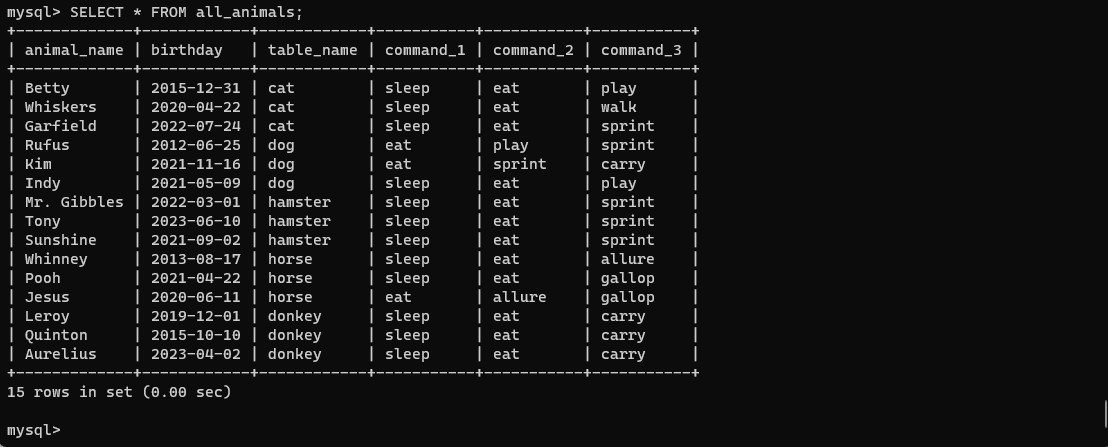 mysql> SELECT * FROM all_animals;
+-------------+------------+------------+-----------+-----------+-----------+
| animal_name | birthday   | table_name | command_1 | command_2 | command_3 |
+-------------+------------+------------+-----------+-----------+-----------+
| Betty       | 2015-12-31 | cat        | sleep     | eat       | play      |
| Whiskers    | 2020-04-22 | cat        | sleep     | eat       | walk      |
| Garfield    | 2022-07-24 | cat        | sleep     | eat       | sprint    |
| Rufus       | 2012-06-25 | dog        | eat       | play      | sprint    |
| Kim         | 2021-11-16 | dog        | eat       | sprint    | carry     |
| Indy        | 2021-05-09 | dog        | sleep     | eat       | play      |
| Mr. Gibbles | 2022-03-01 | hamster    | sleep     | eat       | sprint    |
| Tony        | 2023-06-10 | hamster    | sleep     | eat       | sprint    |
| Sunshine    | 2021-09-02 | hamster    | sleep     | eat       | sprint    |
| Whinney     | 2013-08-17 | horse      | sleep     | eat       | allure    |
| Pooh        | 2021-04-22 | horse      | sleep     | eat       | gallop    |
| Jesus       | 2020-06-11 | horse      | eat       | allure    | gallop    |
| Leroy       | 2019-12-01 | donkey     | sleep     | eat       | carry     |
| Quinton     | 2015-10-10 | donkey     | sleep     | eat       | carry     |
| Aurelius    | 2023-04-02 | donkey     | sleep     | eat       | carry     |
+-------------+------------+------------+-----------+-----------+-----------+
15 rows in set (0.00 sec)
mysql>